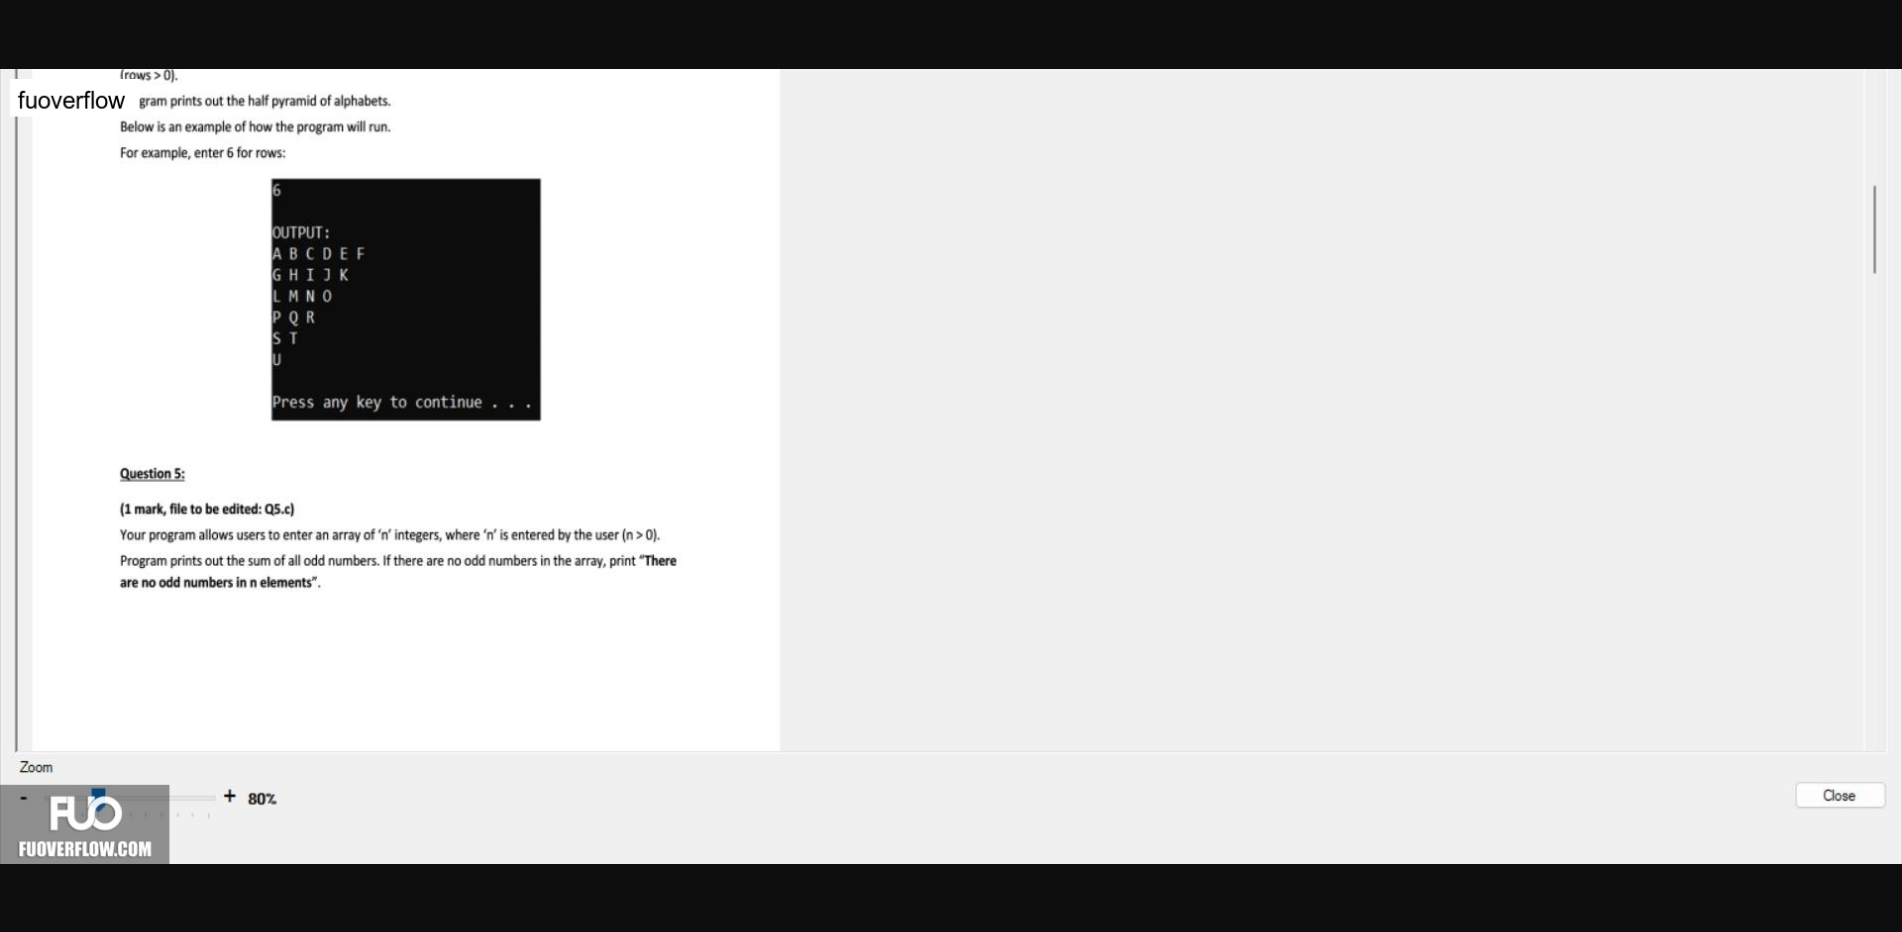 (rows > 0).
fuoverflow gram prints out the half pyramid of alphabets.
Below is an example of how the program will run.
For example, enter 6 for rows:
6
OUTPUT:
A B C D E F
G H I J K
L M N O
P Q R
S T
U
Press any key to continue . . .
Question 5:
(1 mark, file to be edited: Q5.c)
Your program allows users to enter an array of ‘n’ integers, where ‘n’ is entered by the user (n > 0).
Program prints out the sum of all odd numbers. If there are no odd numbers in the array, print “There
are no odd numbers in n elements”.
Zoom
- + 80%
Close
FUO
FUOVERFLOW.COM